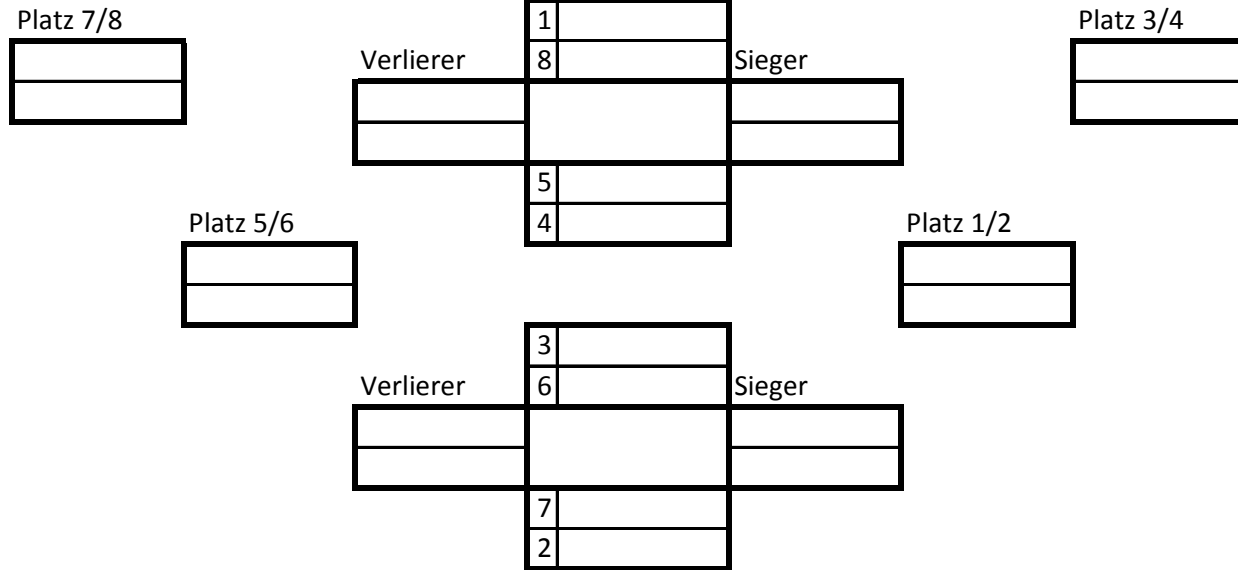 1
Platz 7/8
Platz 3/4
Verlierer
8
Sieger
5
Platz 5/6
4
Platz 1/2
3
Verlierer
6
Sieger
7
2